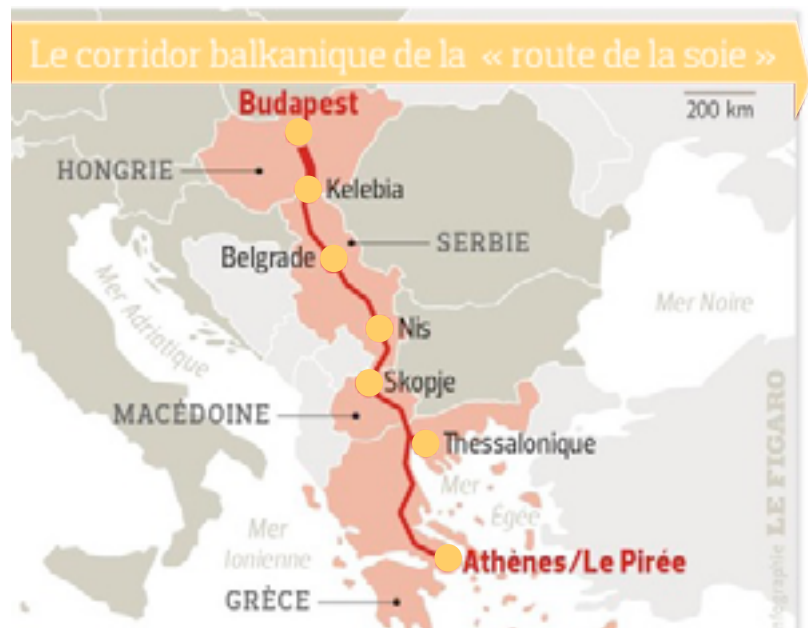 Le corridor balkanique de la « route de la soie »
Budapest
200 km
HONGRIE
Kelebia
SERBIE
Belgrade
Mer Adriatique
Mer Noire
Nis
Skopje
MACÉDOINE
Thessalonique
Mer
Égée
Mer
Ionienne
Athènes/Le Pirée
GRÈCE
LE FIGARO